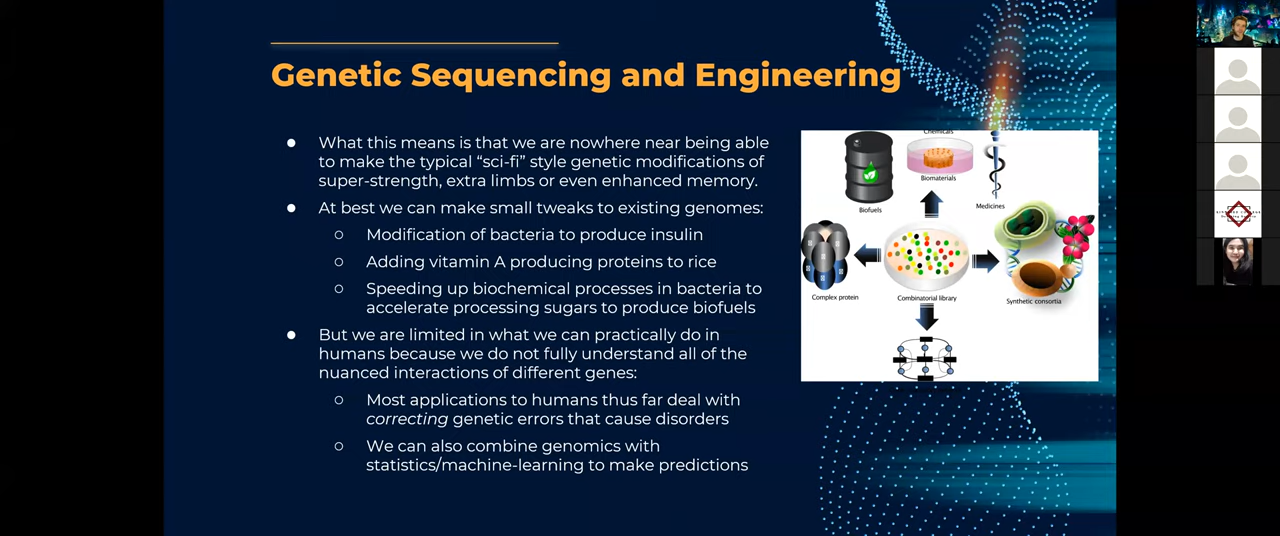 Genetic Sequencing and Engineering
● What this means is that we are nowhere near being able
to make the typical “sci-fi” style genetic modifications of
super-strength, extra limbs or even enhanced memory.
● At best we can make small tweaks to existing genomes:
○ Modification of bacteria to produce insulin
○ Adding vitamin A producing proteins to rice
○ Speeding up biochemical processes in bacteria to
accelerate processing sugars to produce biofuels
● But we are limited in what we can practically do in
humans because we do not fully understand all of the
nuanced interactions of different genes:
○ Most applications to humans thus far deal with
correcting genetic errors that cause disorders
○ We can also combine genomics with
statistics/machine-learning to make predictions
Chemicals
Biomaterials
Biofuels
Medicines
Complex protein
Combinatorial library
Synthetic consortia